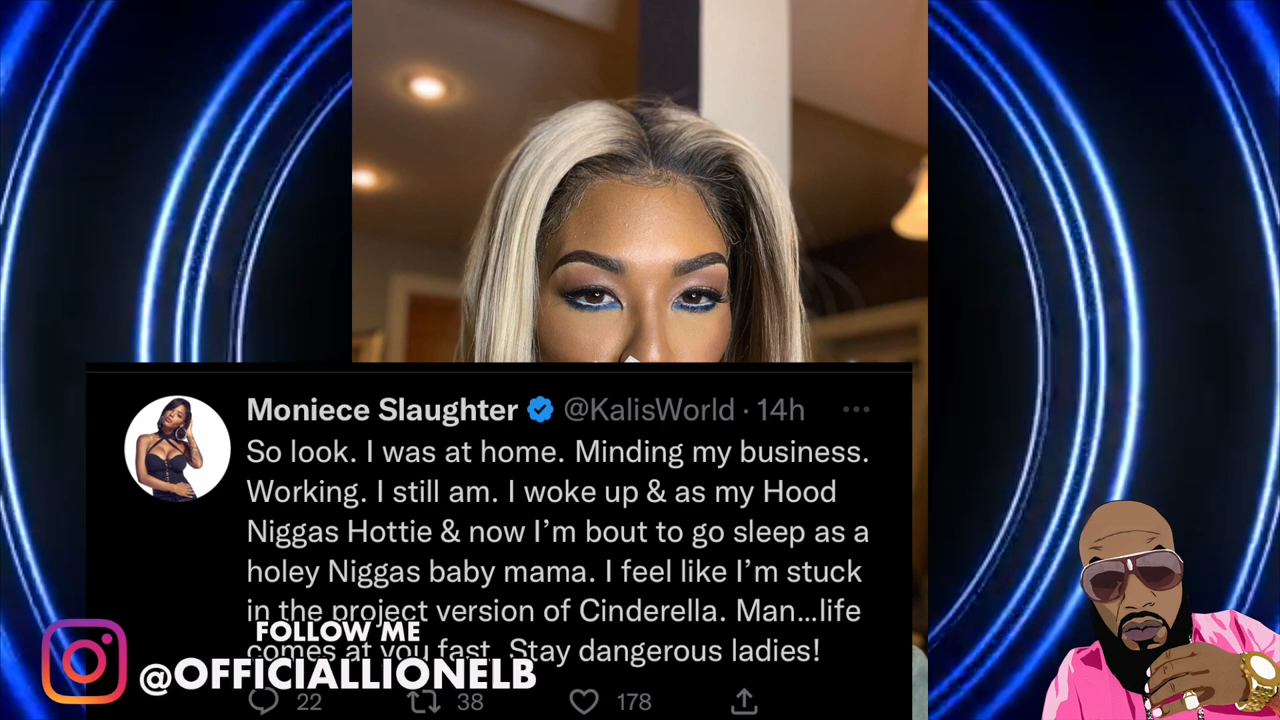 Moniece Slaughter @KalisWorld · 14h ...
So look. I was at home. Minding my business.
Working. I still am. I woke up & as my Hood
Niggas Hottie & now I’m bout to go sleep as a
holey Niggas baby mama. I feel like I’m stuck
in the project version of Cinderella. Man...life
comes at you fast. Stay dangerous ladies!
22 38 178
FOLLOW ME
@OFFICIALLIONELB